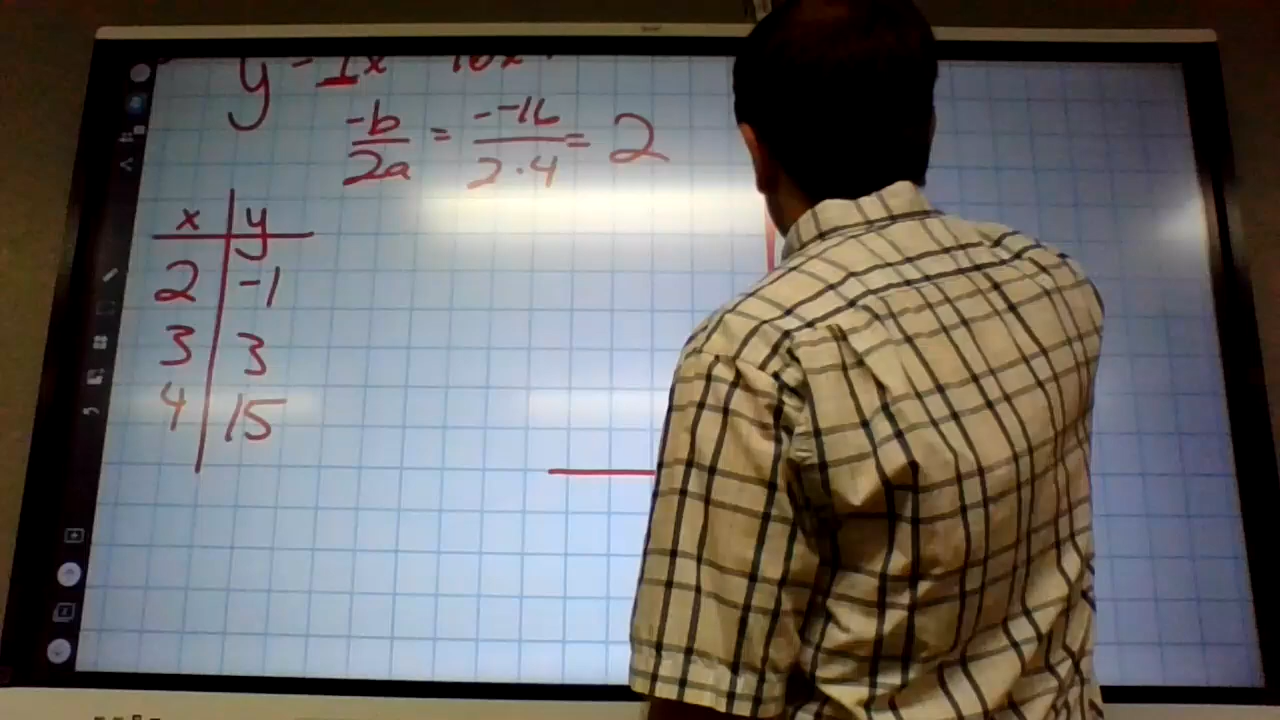 y =
-b/2a = --16/2·4 = 2
x y
2 -1
3 3
4 15